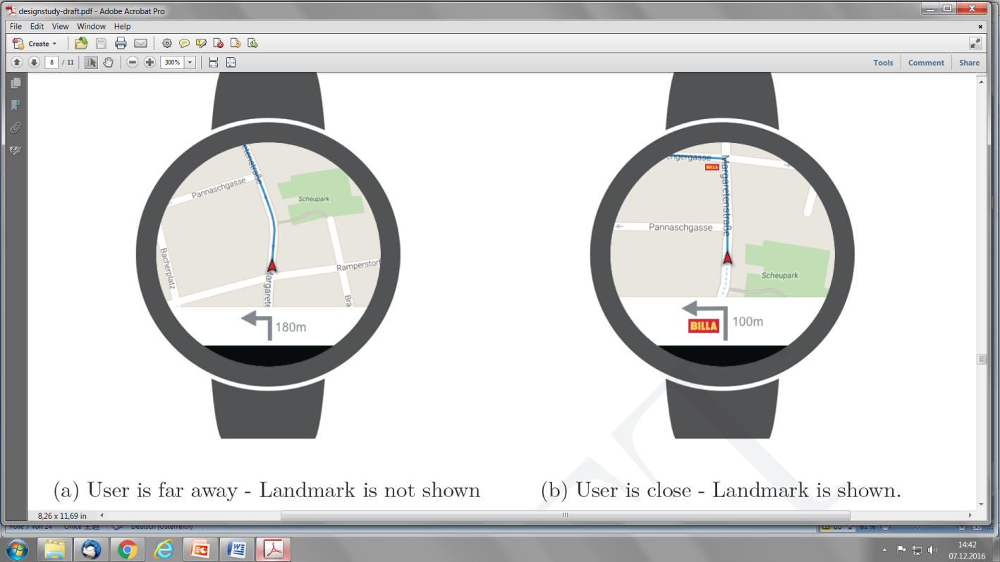 designstudy-draft.pdf - Adobe Acrobat Pro
File Edit View Window Help
Create
8 / 11 300% Tools Comment Share
etenstraße
Pannaschgasse
Scheupark
Bacherplatz
Ramperstorf
Margarete
Bra
180m
engergasse
BILLA
Margaretenstraße
Pannaschgasse
Scheupark
BILLA
100m
(a) User is far away - Landmark is not shown
(b) User is close - Landmark is shown.
8,26 x 11,69 in
Folie 7 von 24 Deutsch (Österreich) 81 %
14:42
07.12.2016